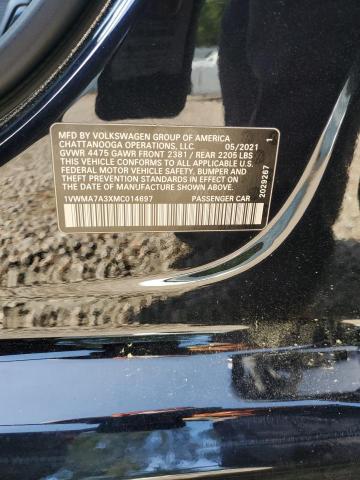 MFD BY VOLKSWAGEN GROUP OF AMERICA
CHATTANOOGA OPERATIONS, LLC 05/2021
GVWR 4475 GAWR FRONT 2381 / REAR 2205 LBS
THIS VEHICLE CONFORMS TO ALL APPLICABLE U.S.
FEDERAL MOTOR VEHICLE SAFETY, BUMPER AND
THEFT PREVENTION STANDARDS IN EFFECT ON
THE DATE OF MANUFACTURE SHOWN ABOVE.
1VWMA7A3XMC014697 PASSENGER CAR
2029267 1